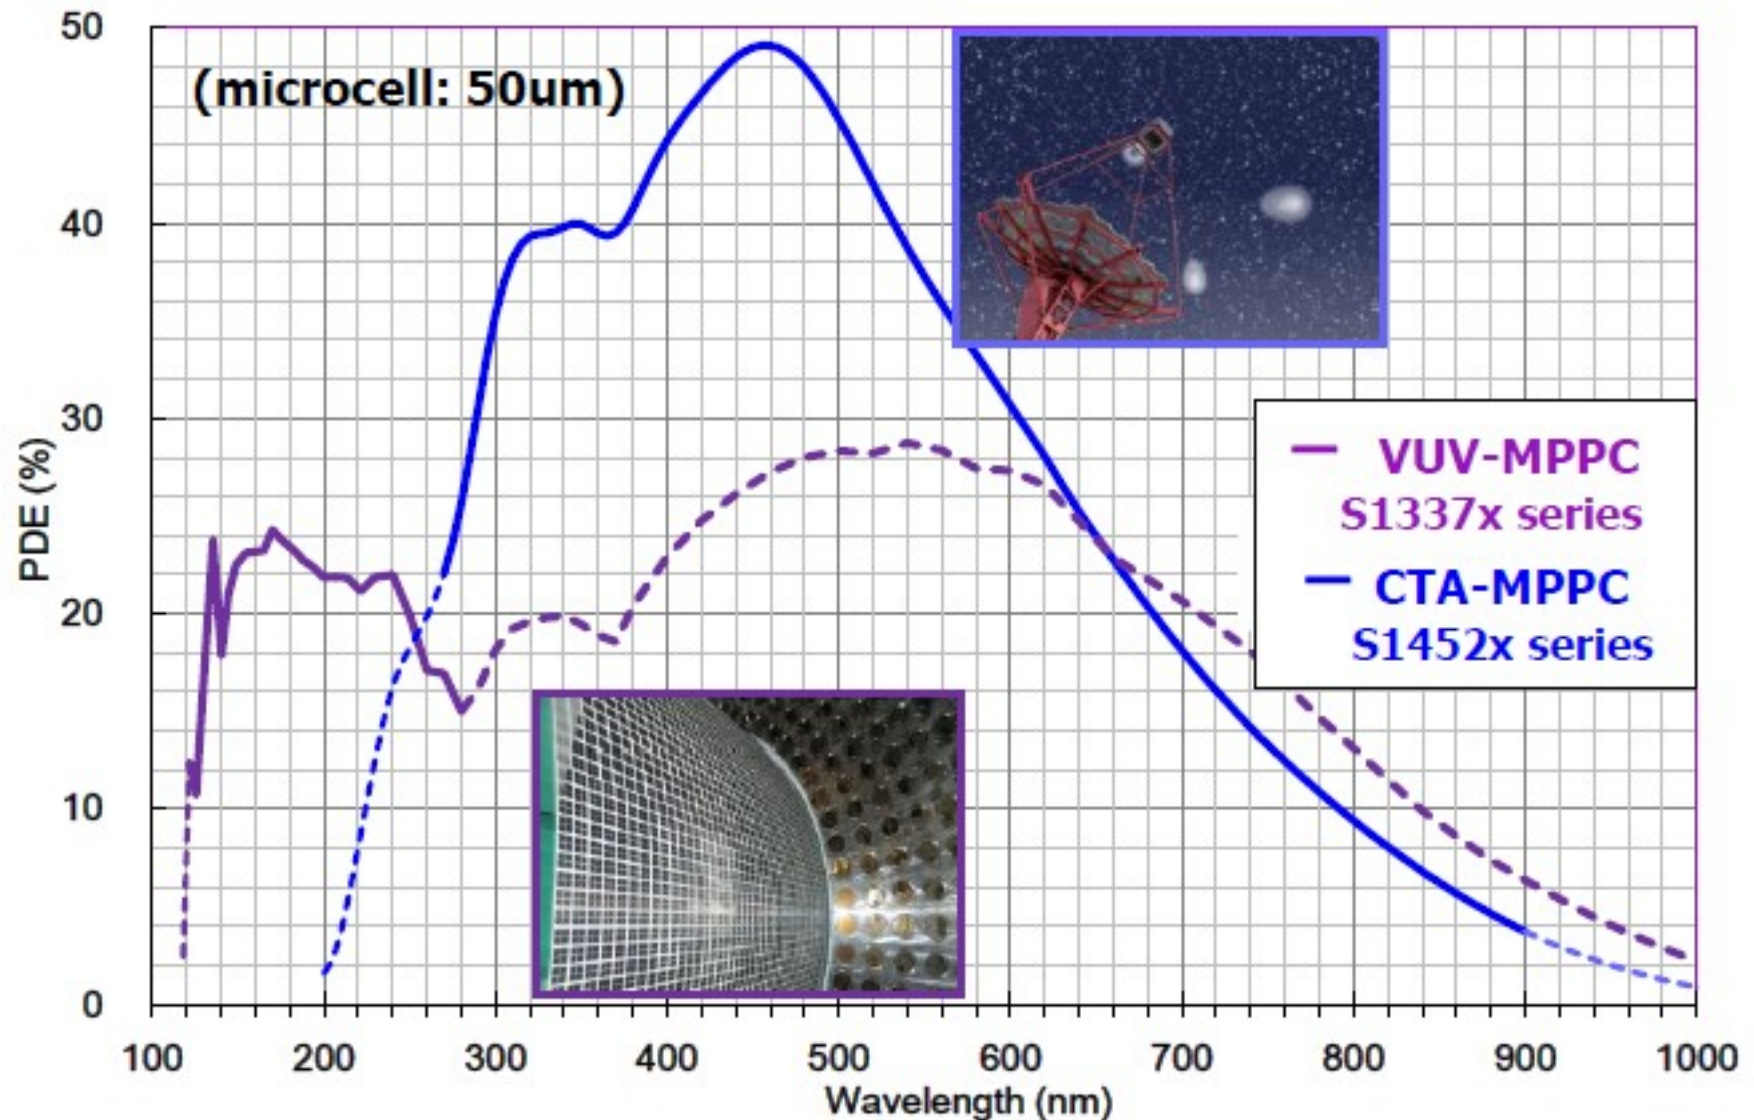 50
(microcell: 50um)
40
30
VUV-MPPC
S1337x series
CTA-MPPC
S1452x series
20
10
0
PDE (%)
100 200 300 400 500 600 700 800 900 1000
Wavelength (nm)